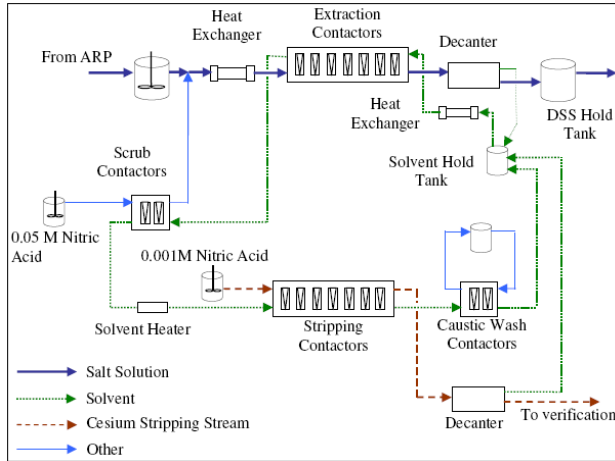 From ARP
Heat
Exchanger
Extraction
Contactors
Decanter
Heat
Exchanger
DSS Hold
Tank
Solvent Hold
Tank
Scrub
Contactors
0.05 M Nitric
Acid
0.001M Nitric Acid
Solvent Heater
Stripping
Contactors
Caustic Wash
Contactors
Decanter
To verification
Salt Solution
Solvent
Cesium Stripping Stream
Other